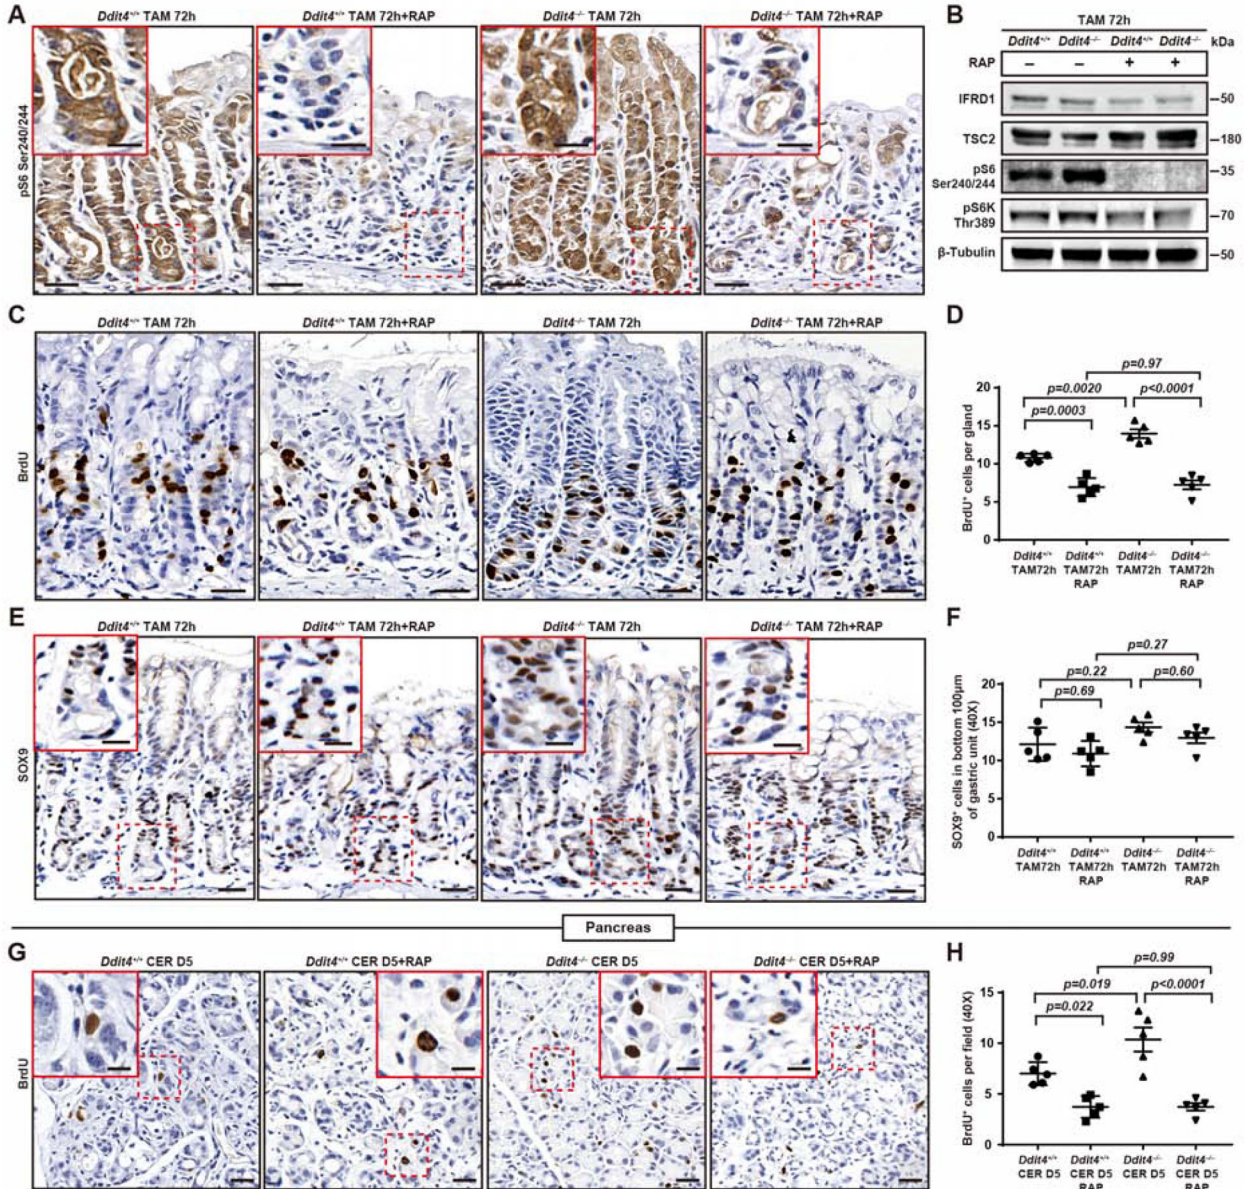 A
Ddit4+/+ TAM 72h
Ddit4+/+ TAM 72h+RAP
Ddit4-/- TAM 72h
Ddit4-/- TAM 72h+RAP
pS6 Ser240/244
B
TAM 72h
Ddit4+/+ Ddit4-/- Ddit4+/+ Ddit4-/- kDa
RAP – – + +
IFRD1 –50
TSC2 –180
pS6 –35
Ser240/244
pS6K –70
Thr389
β-Tubulin –50
C
Ddit4+/+ TAM 72h
Ddit4+/+ TAM 72h+RAP
Ddit4-/- TAM 72h
Ddit4-/- TAM 72h+RAP
BrdU
D
p=0.97
p=0.0020 p<0.0001
p=0.0003
BrdU+ cells per gland
20
15
10
5
0
Ddit4+/+ Ddit4+/+ Ddit4-/- Ddit4-/-
TAM72h TAM72h TAM72h TAM72h
RAP RAP
E
Ddit4+/+ TAM 72h
Ddit4+/+ TAM 72h+RAP
Ddit4-/- TAM 72h
Ddit4-/- TAM 72h+RAP
SOX9
F
p=0.27
p=0.22 p=0.60
p=0.69
SOX9+ cells in bottom 100μm
of gastric unit (40X)
20
15
10
5
0
Ddit4+/+ Ddit4+/+ Ddit4-/- Ddit4-/-
TAM72h TAM72h TAM72h TAM72h
RAP RAP
Pancreas
G
Ddit4+/+ CER D5
Ddit4+/+ CER D5+RAP
Ddit4-/- CER D5
Ddit4-/- CER D5+RAP
BrdU
H
p=0.99
p=0.019 p<0.0001
p=0.022
BrdU+ cells per field (40X)
15
10
5
0
Ddit4+/+ Ddit4+/+ Ddit4-/- Ddit4-/-
CER D5 CER D5 CER D5 CER D5
RAP RAP